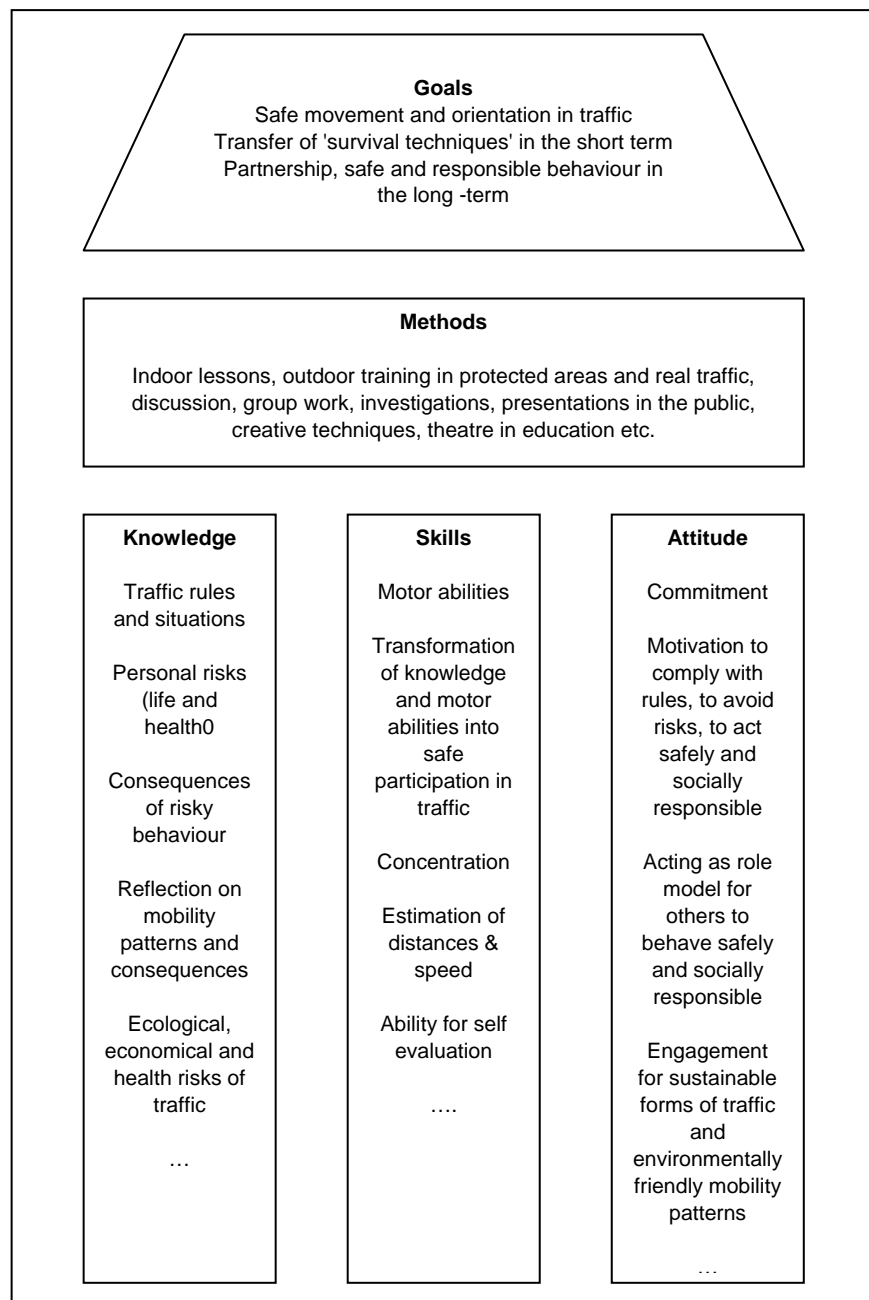 Goals
Safe movement and orientation in traffic
Transfer of 'survival techniques' in the short term
Partnership, safe and responsible behaviour in
the long -term
Methods
Indoor lessons, outdoor training in protected areas and real traffic,
discussion, group work, investigations, presentations in the public,
creative techniques, theatre in education etc.
Knowledge
Traffic rules
and situations
Personal risks
(life and
health0
Consequences
of risky
behaviour
Reflection on
mobility
patterns and
consequences
Ecological,
economical and
health risks of
traffic
…
Skills
Motor abilities
Transformation
of knowledge
and motor
abilities into
safe
participation in
traffic
Concentration
Estimation of
distances &
speed
Ability for self
evaluation
….
Attitude
Commitment
Motivation to
comply with
rules, to avoid
risks, to act
safely and
socially
responsible
Acting as role
model for
others to
behave safely
and socially
responsible
Engagement
for sustainable
forms of traffic
and
environmentally
friendly mobility
patterns
…